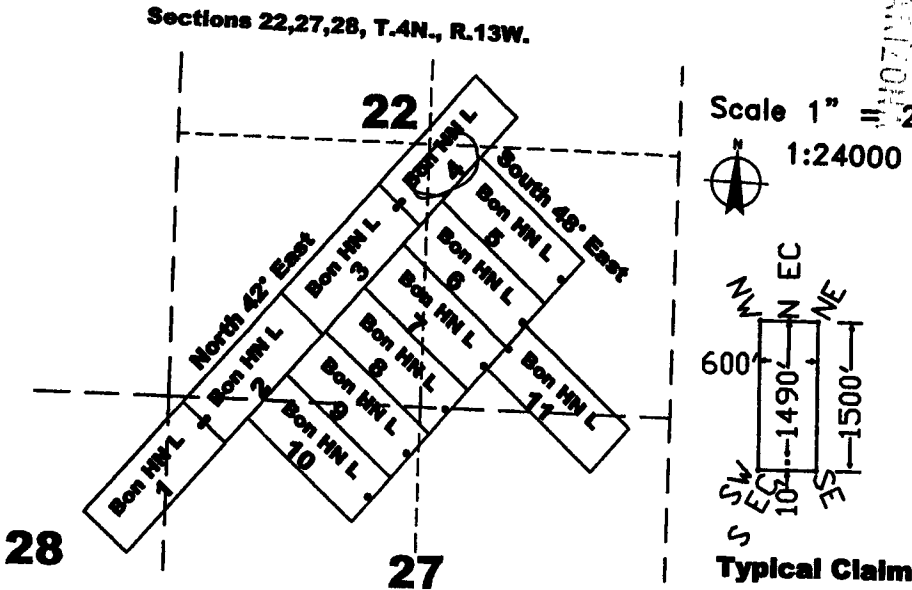 Sections 22,27,28, T.4N., R.13W.
22
Scale 1" = 2
1:24000
N
Bon HN L
4
South 48° East
Bon HN L
5
Bon HN L
6
North 42° East
Bon HN L
3
Bon HN L
7
Bon HN L
2
Bon HN L
8
Bon HN L
9
Bon HN L
10
Bon HN L
11
Bon HN L
1
28
27
NW
N EC
NE
600'
1490'
1500'
SW
S EC
10'
SE
Typical Claim